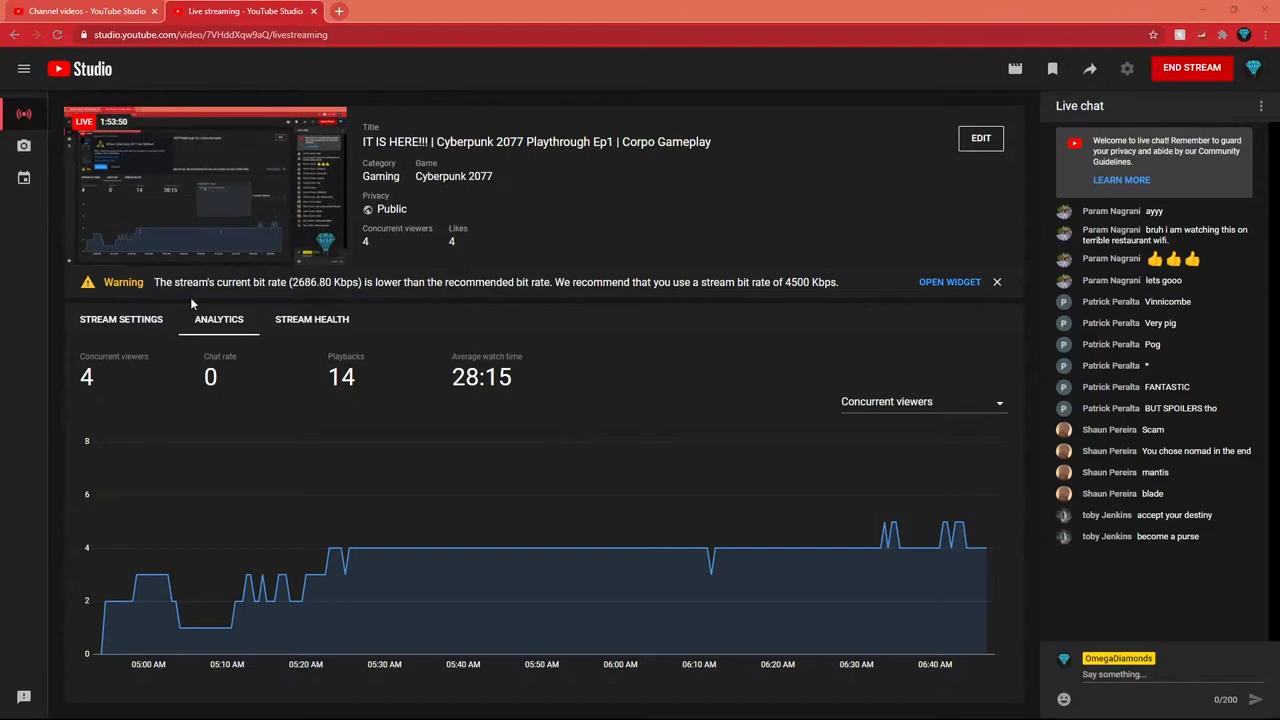 Channel videos - YouTube Studio
Live streaming - YouTube Studio
studio.youtube.com/video/7VHddXqw9aQ/livestreaming
Studio
END STREAM
LIVE 1:53:50
Title
IT IS HERE!!! | Cyberpunk 2077 Playthrough Ep1 | Corpo Gameplay
EDIT
Category Game
Gaming Cyberpunk 2077
Privacy
Public
Concurrent viewers Likes
4 4
Warning The stream's current bit rate (2686.80 Kbps) is lower than the recommended bit rate. We recommend that you use a stream bit rate of 4500 Kbps. OPEN WIDGET
STREAM SETTINGS ANALYTICS STREAM HEALTH
Concurrent viewers Chat rate Playbacks Average watch time
4 0 14 28:15
Concurrent viewers
8
6
4
2
0
05:00 AM 05:10 AM 05:20 AM 05:30 AM 05:40 AM 05:50 AM 06:00 AM 06:10 AM 06:20 AM 06:30 AM 06:40 AM
Live chat
Welcome to live chat! Remember to guard
your privacy and abide by our Community
Guidelines.
LEARN MORE
Param Nagrani ayyy
Param Nagrani bruh i am watching this on
terrible restaurant wifi.
Param Nagrani 👍👍👍
Param Nagrani lets gooo
P Patrick Peralta Vinnicombe
P Patrick Peralta Very pig
P Patrick Peralta Pog
P Patrick Peralta *
P Patrick Peralta FANTASTIC
P Patrick Peralta BUT SPOILERS tho
Shaun Pereira Scam
Shaun Pereira You chose nomad in the end
Shaun Pereira mantis
Shaun Pereira blade
toby Jenkins accept your destiny
toby Jenkins become a purse
OmegaDiamonds
Say something...
0/200